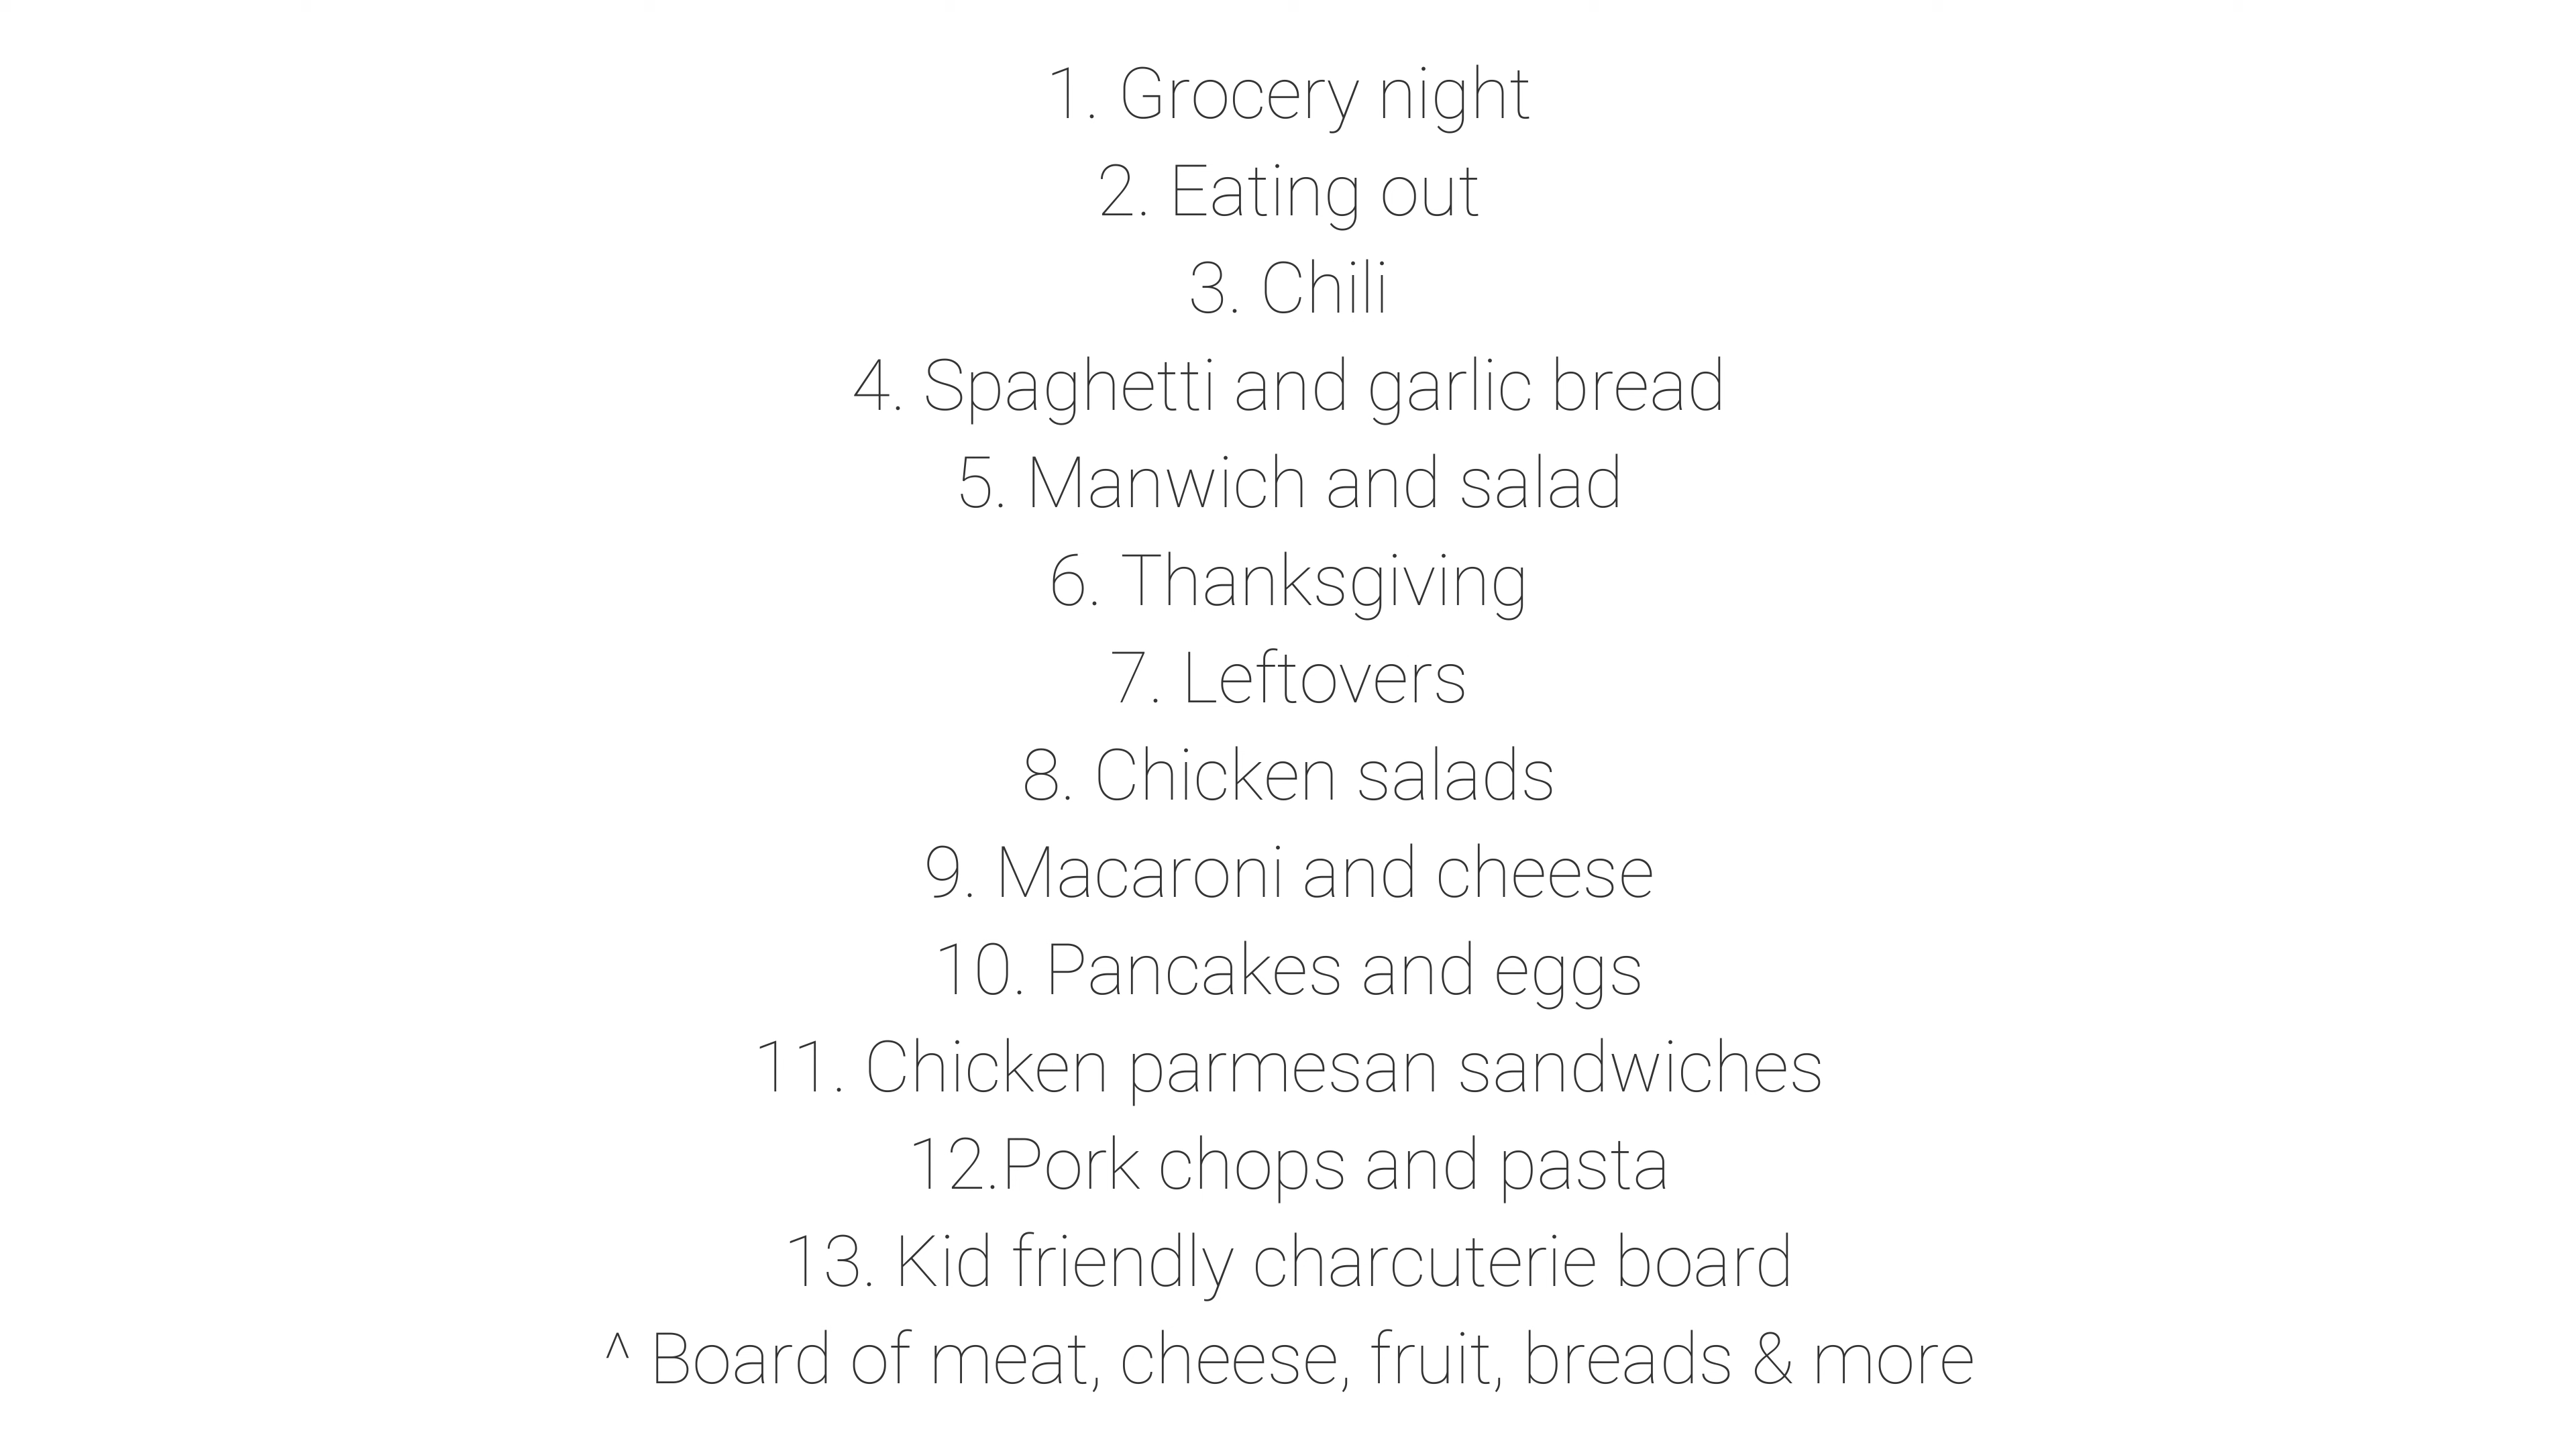 1. Grocery night
2. Eating out
3. Chili
4. Spaghetti and garlic bread
5. Manwich and salad
6. Thanksgiving
7. Leftovers
8. Chicken salads
9. Macaroni and cheese
10. Pancakes and eggs
11. Chicken parmesan sandwiches
12.Pork chops and pasta
13. Kid friendly charcuterie board
^ Board of meat, cheese, fruit, breads & more